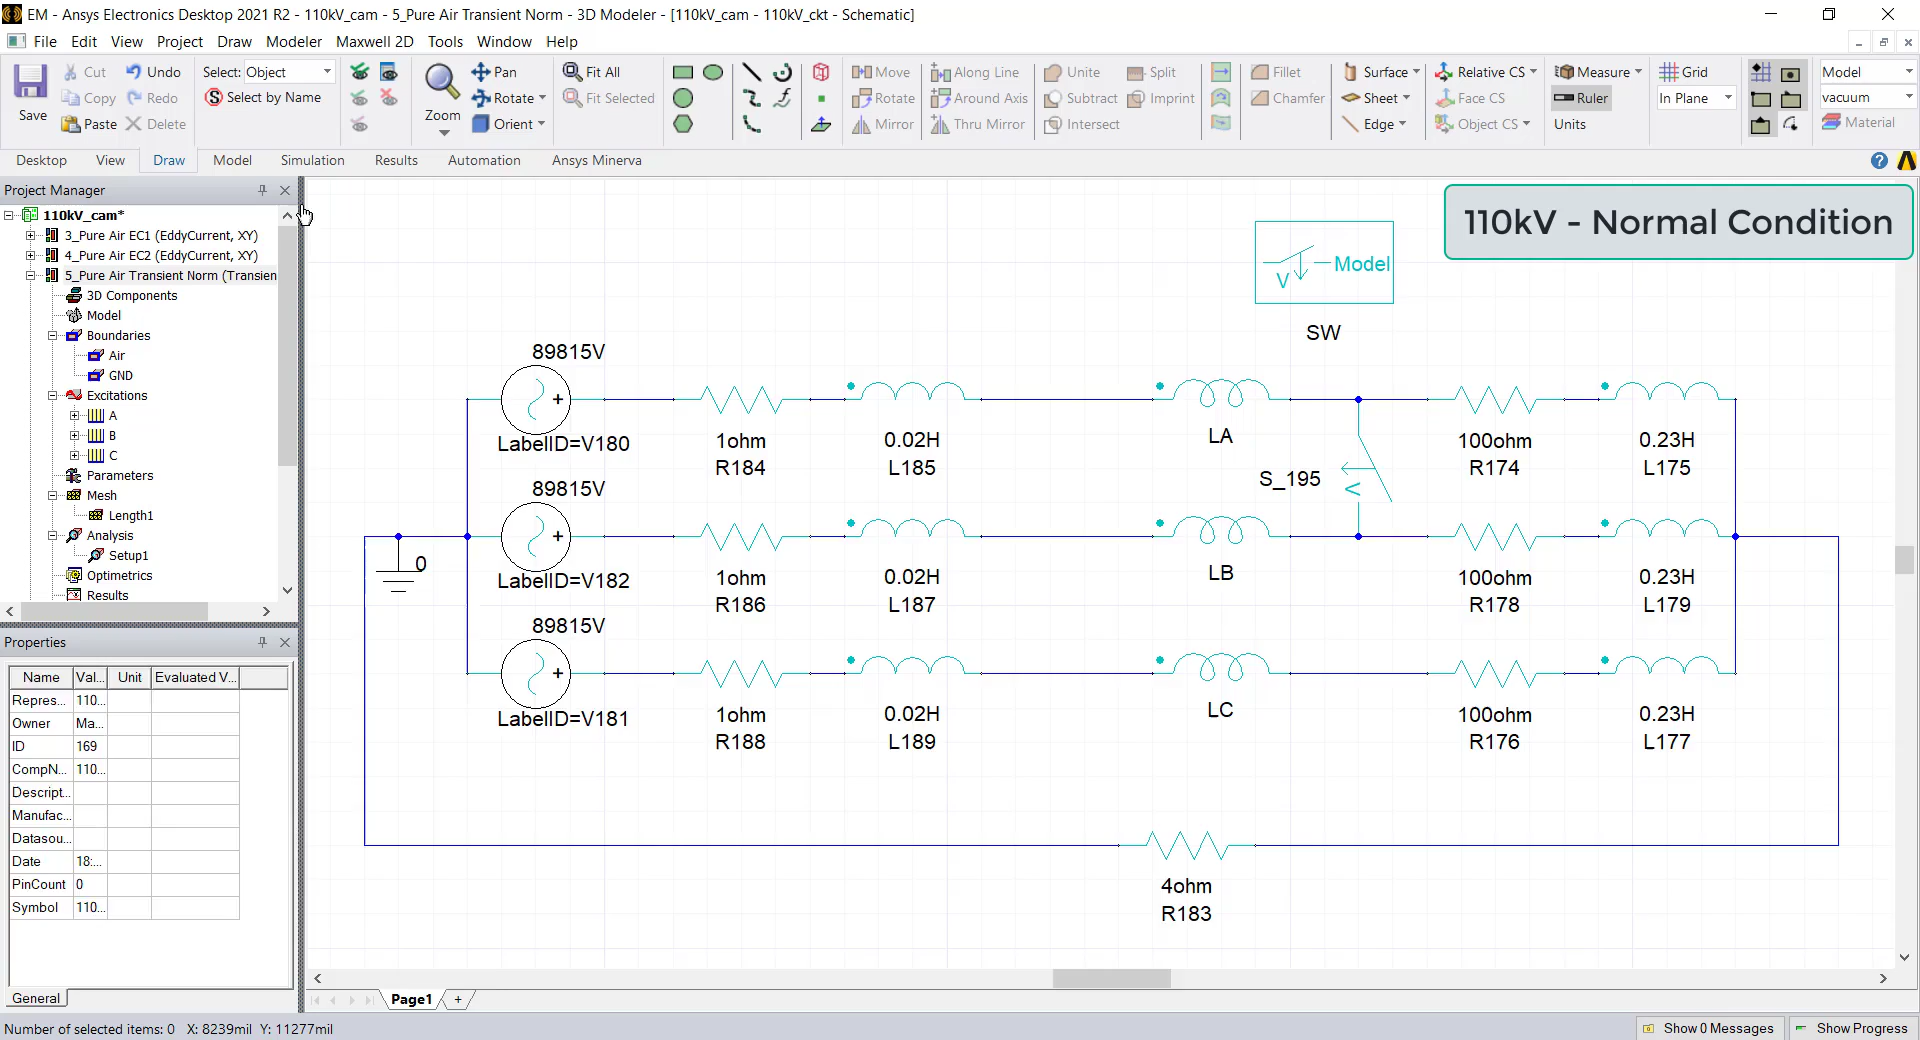 EM - Ansys Electronics Desktop 2021 R2 - 110kV_cam - 5_Pure Air Transient Norm - 3D Modeler - [110kV_cam - 110kV_ckt - Schematic]
File Edit View Project Draw Modeler Maxwell 2D Tools Window Help
Save
Cut
Copy
Paste
Undo
Redo
Delete
Select: Object
Select by Name
Zoom
Pan
Rotate
Orient
Fit All
Fit Selected
Move
Rotate
Mirror
Along Line
Around Axis
Thru Mirror
Unite
Subtract
Intersect
Split
Imprint
Fillet
Chamfer
Surface
Sheet
Edge
Relative CS
Face CS
Object CS
Measure
Ruler
Units
Grid
In Plane
Model
vacuum
Material
Desktop View Draw Model Simulation Results Automation Ansys Minerva
Project Manager
110kV_cam*
3_Pure Air EC1 (EddyCurrent, XY)
4_Pure Air EC2 (EddyCurrent, XY)
5_Pure Air Transient Norm (Transien
3D Components
Model
Boundaries
Air
GND
Excitations
A
B
C
Parameters
Mesh
Length1
Analysis
Setup1
Optimetrics
Results
Properties
Name Val... Unit Evaluated V...
Repres... 110...
Owner Ma...
ID 169
CompN... 110...
Descript...
Manufac...
Datasou...
Date 18:...
PinCount 0
Symbol 110...
General
110kV - Normal Condition
V Model
SW
89815V
+
LabelID=V180
1ohm
R184
0.02H
L185
LA
S_195
V
100ohm
R174
0.23H
L175
0
89815V
+
LabelID=V182
1ohm
R186
0.02H
L187
LB
100ohm
R178
0.23H
L179
89815V
+
LabelID=V181
1ohm
R188
0.02H
L189
LC
100ohm
R176
0.23H
L177
4ohm
R183
Page1 +
Number of selected items: 0 X: 8239mil Y: 11277mil
Show 0 Messages Show Progress